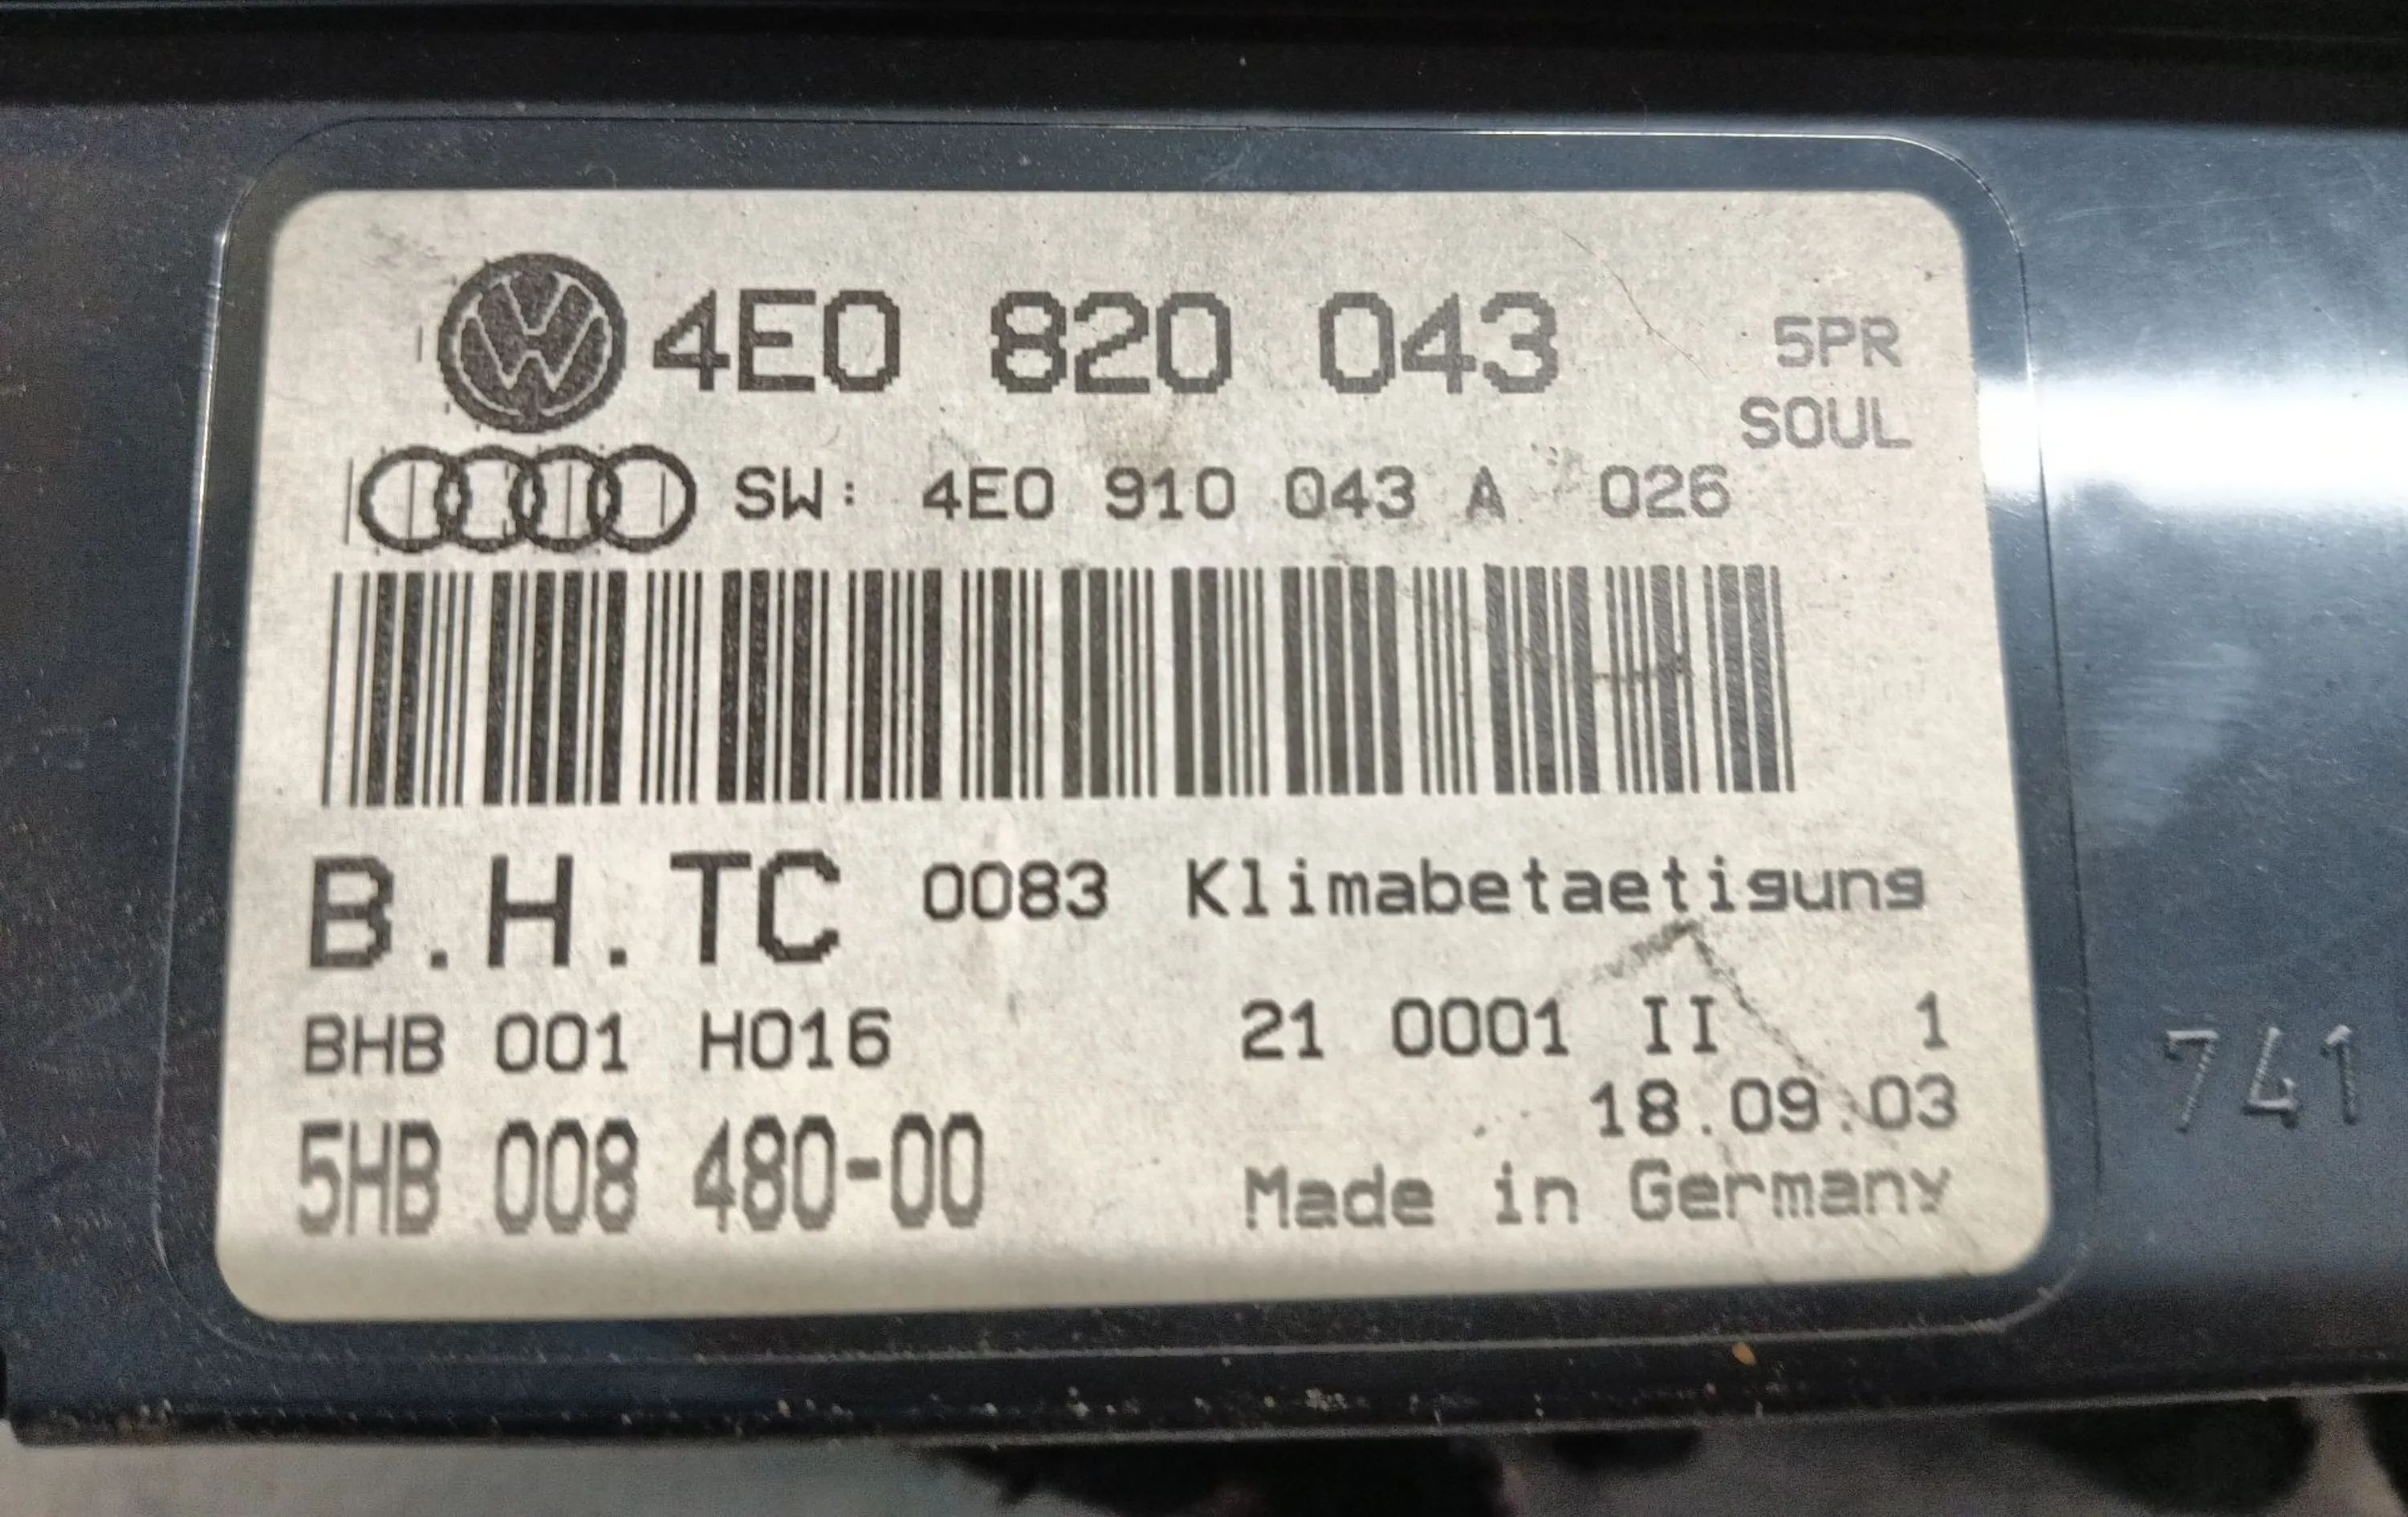 4E0 820 043 5PR
SOUL
SW: 4E0 910 043 A 026
B.H.TC 0083 Klimabetaetigung
BHB 001 H016 21 0001 II 1
18.09.03
5HB 008 480-00 Made in Germany
741